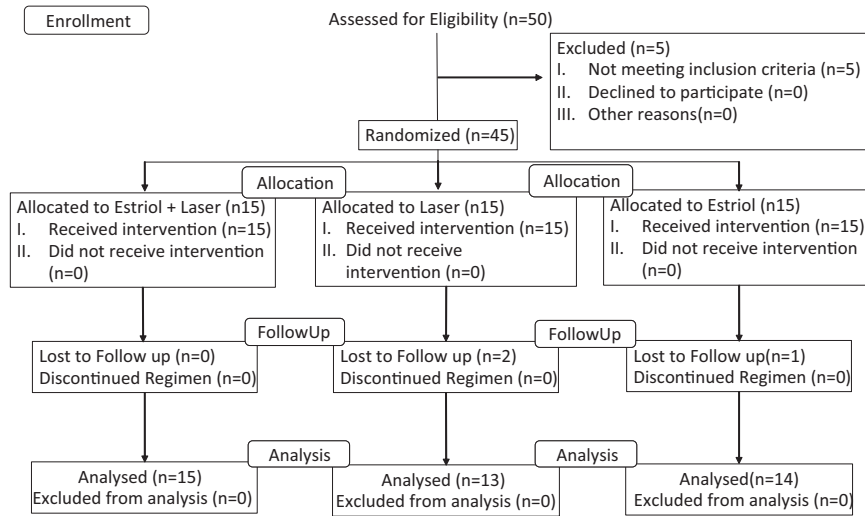 Enrollment
Assessed for Eligibility (n=50)
Excluded (n=5)
I. Not meeting inclusion criteria (n=5)
II. Declined to participate (n=0)
III. Other reasons(n=0)
Randomized (n=45)
Allocation
Allocation
Allocated to Estriol + Laser (n15)
I. Received intervention (n=15)
II. Did not receive intervention
(n=0)
Allocated to Laser (n15)
I. Received intervention (n=15)
II. Did not receive
intervention (n=0)
Allocated to Estriol (n15)
I. Received intervention (n=15)
II. Did not receive intervention
(n=0)
FollowUp
FollowUp
Lost to Follow up (n=0)
Discontinued Regimen (n=0)
Lost to Follow up (n=2)
Discontinued Regimen (n=0)
Lost to Follow up(n=1)
Discontinued Regimen (n=0)
Analysis
Analysis
Analysed (n=15)
Excluded from analysis (n=0)
Analysed (n=13)
Excluded from analysis (n=0)
Analysed(n=14)
Excluded from analysis (n=0)